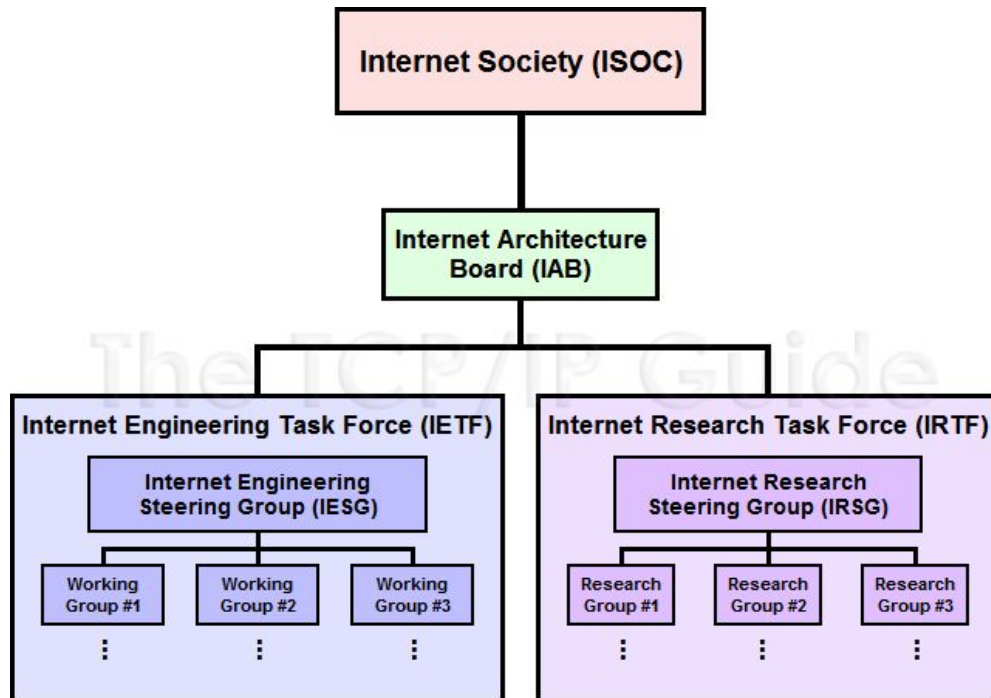 Internet Society (ISOC)
Internet Architecture
Board (IAB)
The TCP/IP Guide
Internet Engineering Task Force (IETF)
Internet Engineering
Steering Group (IESG)
Working
Group #1
Working
Group #2
Working
Group #3
⋮
⋮
⋮
Internet Research Task Force (IRTF)
Internet Research
Steering Group (IRSG)
Research
Group #1
Research
Group #2
Research
Group #3
⋮
⋮
⋮